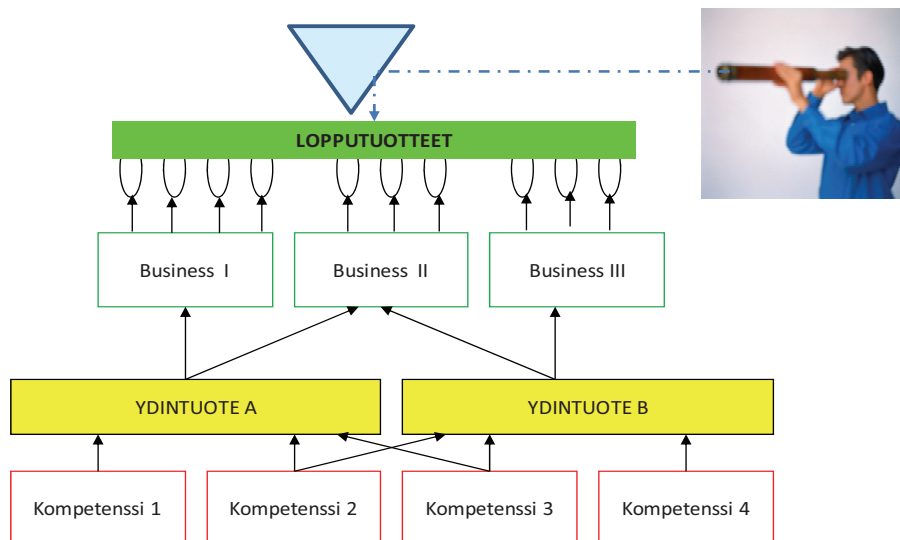 LOPPUTUOTTEET
Business I
Business II
Business III
YDINTUOTE A
YDINTUOTE B
Kompetenssi 1
Kompetenssi 2
Kompetenssi 3
Kompetenssi 4